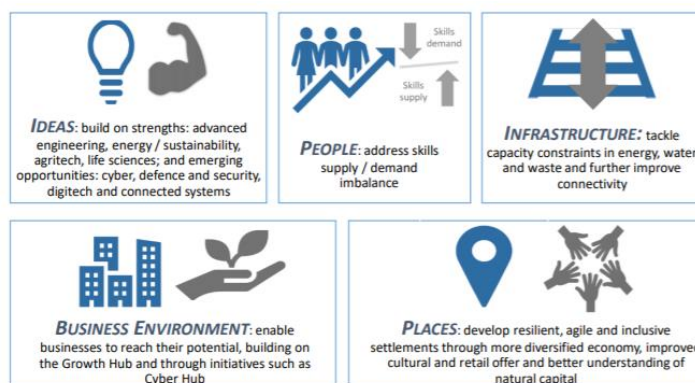 Skills
demand
Skills
supply
IDEAS: build on strengths: advanced
engineering, energy / sustainability,
agritech, life sciences; and emerging
opportunities: cyber, defence and security,
digitech and connected systems
PEOPLE: address skills
supply / demand
imbalance
INFRASTRUCTURE: tackle
capacity constraints in energy, water
and waste and further improve
connectivity
BUSINESS ENVIRONMENT: enable
businesses to reach their potential, building on
the Growth Hub and through initiatives such as
Cyber Hub
PLACES: develop resilient, agile and inclusive
settlements through more diversified economy, improved
cultural and retail offer and better understanding of
natural capital